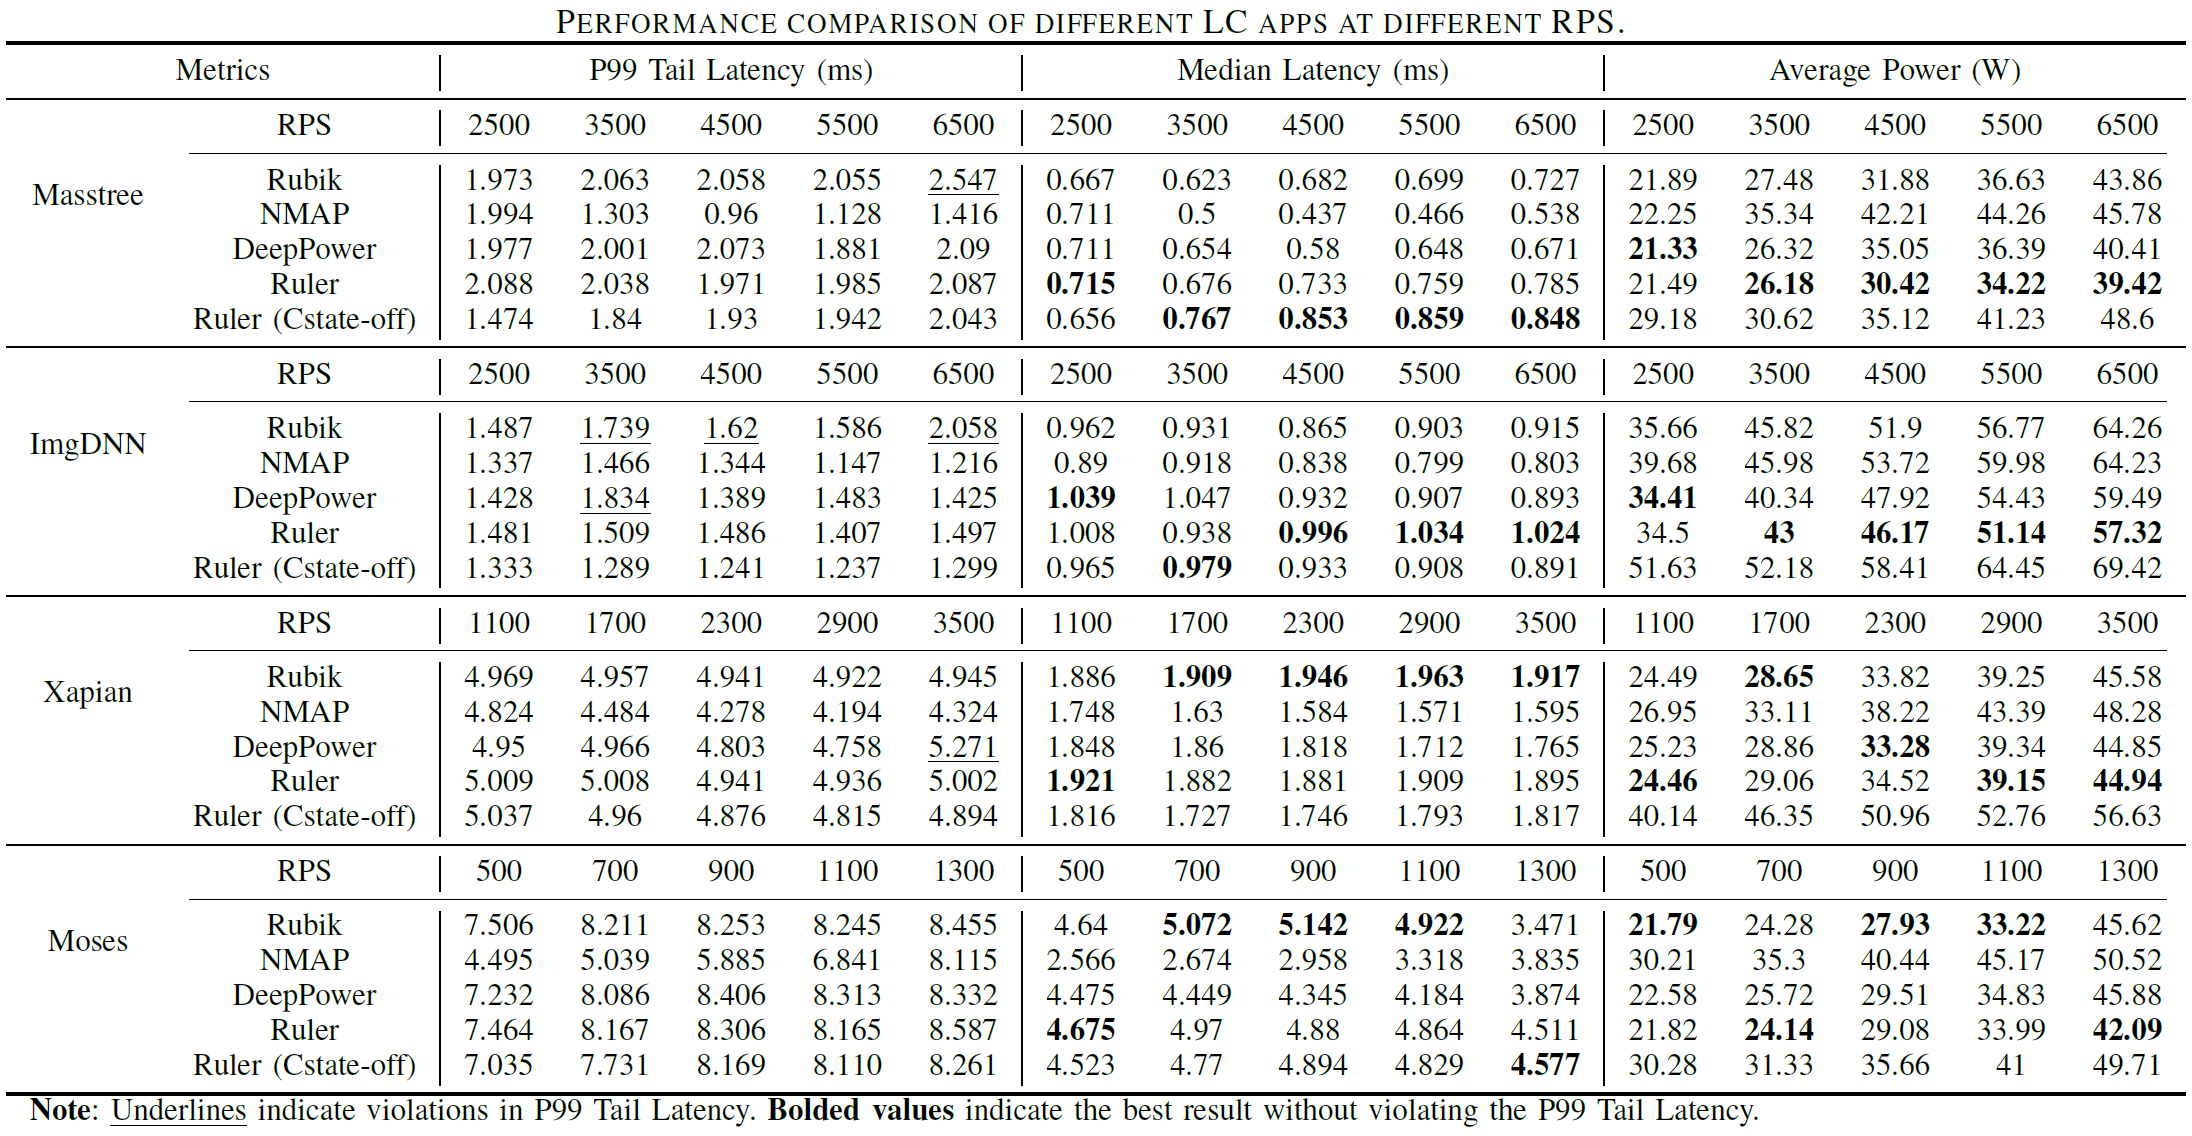 PERFORMANCE COMPARISON OF DIFFERENT LC APPS AT DIFFERENT RPS.
Metrics P99 Tail Latency (ms) Median Latency (ms) Average Power (W)
RPS 2500 3500 4500 5500 6500 2500 3500 4500 5500 6500 2500 3500 4500 5500 6500
Masstree
Rubik 1.973 2.063 2.058 2.055 2.547 0.667 0.623 0.682 0.699 0.727 21.89 27.48 31.88 36.63 43.86
NMAP 1.994 1.303 0.96 1.128 1.416 0.711 0.5 0.437 0.466 0.538 22.25 35.34 42.21 44.26 45.78
DeepPower 1.977 2.001 2.073 1.881 2.09 0.711 0.654 0.58 0.648 0.671 21.33 26.32 35.05 36.39 40.41
Ruler 2.088 2.038 1.971 1.985 2.087 0.715 0.676 0.733 0.759 0.785 21.49 26.18 30.42 34.22 39.42
Ruler (Cstate-off) 1.474 1.84 1.93 1.942 2.043 0.656 0.767 0.853 0.859 0.848 29.18 30.62 35.12 41.23 48.6
RPS 2500 3500 4500 5500 6500 2500 3500 4500 5500 6500 2500 3500 4500 5500 6500
ImgDNN
Rubik 1.487 1.739 1.62 1.586 2.058 0.962 0.931 0.865 0.903 0.915 35.66 45.82 51.9 56.77 64.26
NMAP 1.337 1.466 1.344 1.147 1.216 0.89 0.918 0.838 0.799 0.803 39.68 45.98 53.72 59.98 64.23
DeepPower 1.428 1.834 1.389 1.483 1.425 1.039 1.047 0.932 0.907 0.893 34.41 40.34 47.92 54.43 59.49
Ruler 1.481 1.509 1.486 1.407 1.497 1.008 0.938 0.996 1.034 1.024 34.5 43 46.17 51.14 57.32
Ruler (Cstate-off) 1.333 1.289 1.241 1.237 1.299 0.965 0.979 0.933 0.908 0.891 51.63 52.18 58.41 64.45 69.42
RPS 1100 1700 2300 2900 3500 1100 1700 2300 2900 3500 1100 1700 2300 2900 3500
Xapian
Rubik 4.969 4.957 4.941 4.922 4.945 1.886 1.909 1.946 1.963 1.917 24.49 28.65 33.82 39.25 45.58
NMAP 4.824 4.484 4.278 4.194 4.324 1.748 1.63 1.584 1.571 1.595 26.95 33.11 38.22 43.39 48.28
DeepPower 4.95 4.966 4.803 4.758 5.271 1.848 1.86 1.818 1.712 1.765 25.23 28.86 33.28 39.34 44.85
Ruler 5.009 5.008 4.941 4.936 5.002 1.921 1.882 1.881 1.909 1.895 24.46 29.06 34.52 39.15 44.94
Ruler (Cstate-off) 5.037 4.96 4.876 4.815 4.894 1.816 1.727 1.746 1.793 1.817 40.14 46.35 50.96 52.76 56.63
RPS 500 700 900 1100 1300 500 700 900 1100 1300 500 700 900 1100 1300
Moses
Rubik 7.506 8.211 8.253 8.245 8.455 4.64 5.072 5.142 4.922 3.471 21.79 24.28 27.93 33.22 45.62
NMAP 4.495 5.039 5.885 6.841 8.115 2.566 2.674 2.958 3.318 3.835 30.21 35.3 40.44 45.17 50.52
DeepPower 7.232 8.086 8.406 8.313 8.332 4.475 4.449 4.345 4.184 3.874 22.58 25.72 29.51 34.83 45.88
Ruler 7.464 8.167 8.306 8.165 8.587 4.675 4.97 4.88 4.864 4.511 21.82 24.14 29.08 33.99 42.09
Ruler (Cstate-off) 7.035 7.731 8.169 8.110 8.261 4.523 4.77 4.894 4.829 4.577 30.28 31.33 35.66 41 49.71
Note: Underlines indicate violations in P99 Tail Latency. Bolded values indicate the best result without violating the P99 Tail Latency.